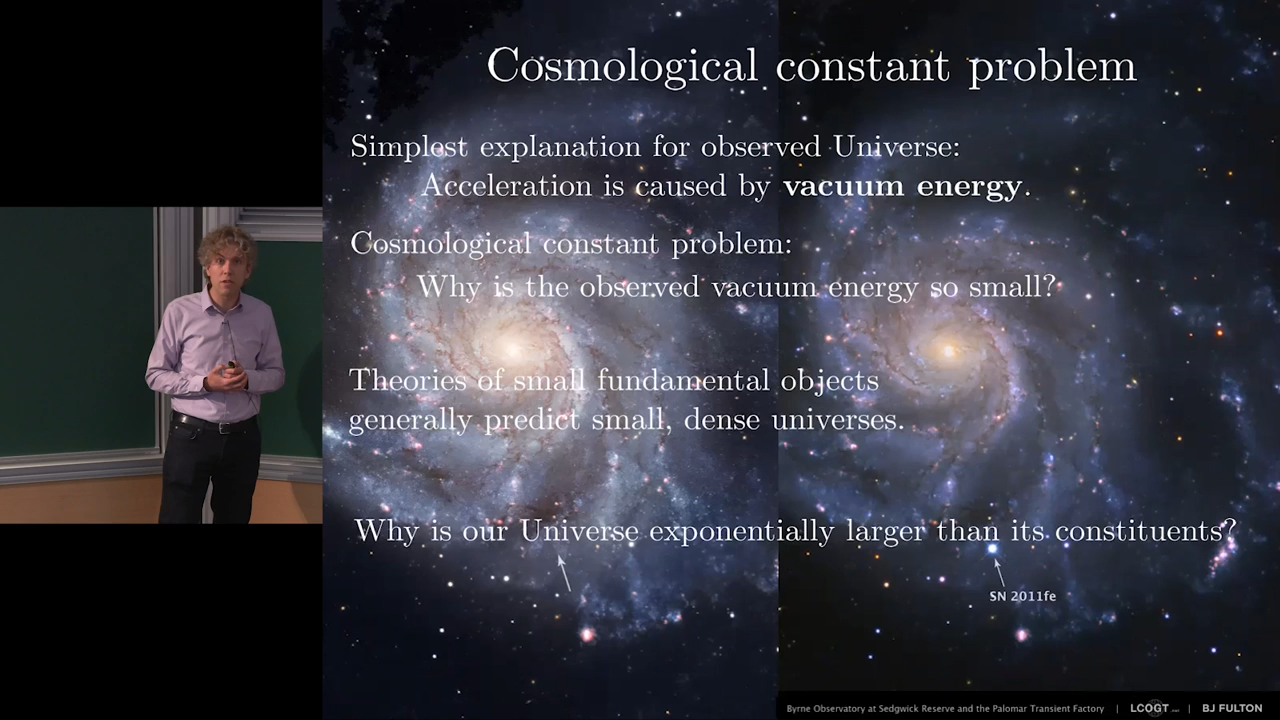 Cosmological constant problem
Simplest explanation for observed Universe:
Acceleration is caused by vacuum energy.
Cosmological constant problem:
Why is the observed vacuum energy so small?
Theories of small fundamental objects
generally predict small, dense universes.
Why is our Universe exponentially larger than its constituents?
SN 2011fe
Byrne Observatory at Sedgwick Reserve and the Palomar Transient Factory | LCOGT | BJ FULTON